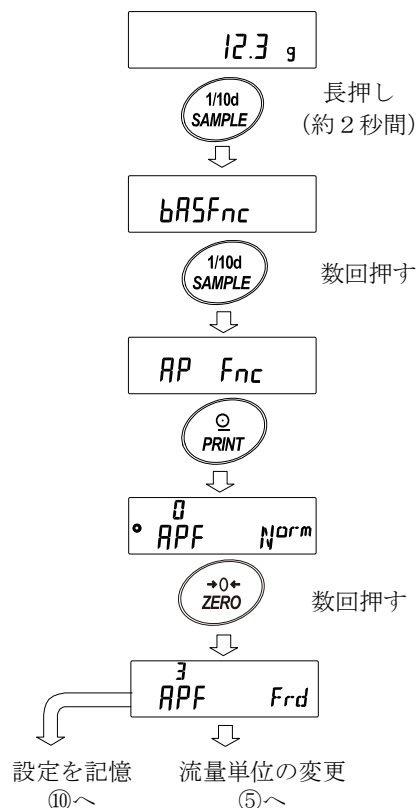 12.3 g
1/10d
SAMPLE
長押し
(約２秒間)
bASFnc
1/10d
SAMPLE
数回押す
AP Fnc
PRINT
0
APF Norm
→0←
ZERO
数回押す
3
APF Frd
設定を記憶
⑩へ
流量単位の変更
⑤へ